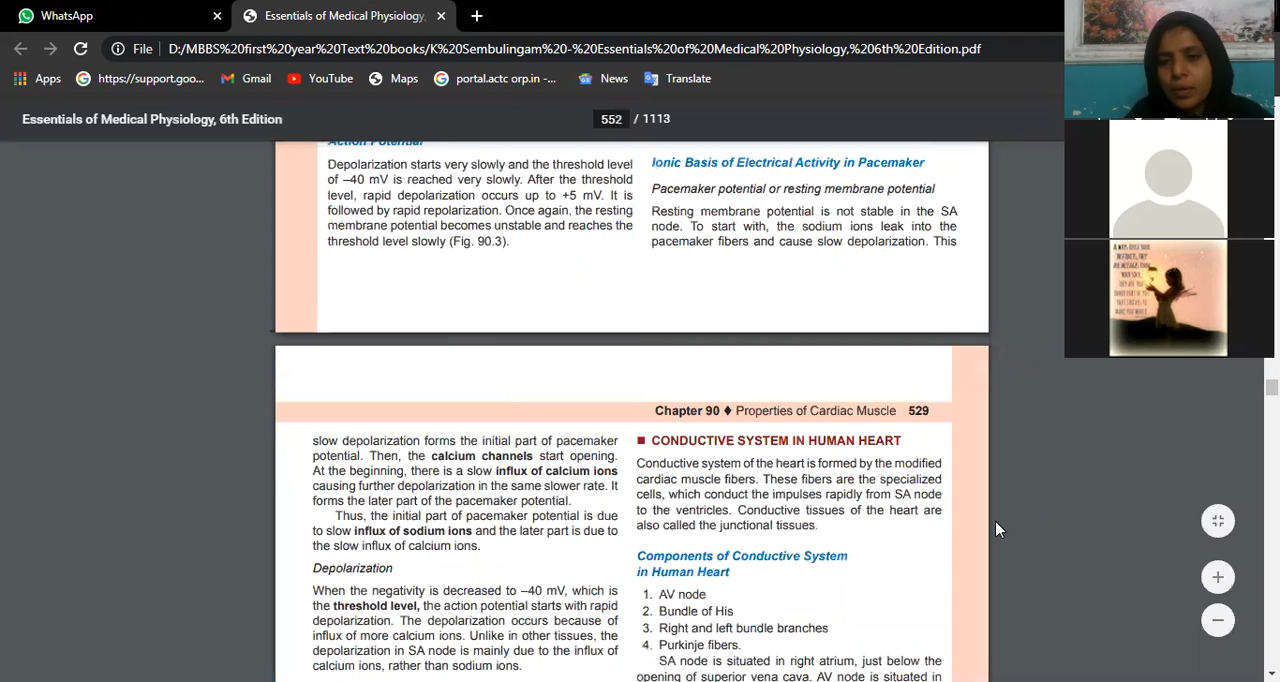 WhatsApp
Essentials of Medical Physiology,
File
D:/MBBS%20first%20year%20Text%20books/K%20Sembulingam%20-%20Essentials%20of%20Medical%20Physiology,%206th%20Edition.pdf
Apps
https://support.goo...
Gmail
YouTube
Maps
portal.actc orp.in -...
News
Translate
Essentials of Medical Physiology, 6th Edition
552 / 1113
Action Potential
Depolarization starts very slowly and the threshold level
of –40 mV is reached very slowly. After the threshold
level, rapid depolarization occurs up to +5 mV. It is
followed by rapid repolarization. Once again, the resting
membrane potential becomes unstable and reaches the
threshold level slowly (Fig. 90.3).
Ionic Basis of Electrical Activity in Pacemaker
Pacemaker potential or resting membrane potential
Resting membrane potential is not stable in the SA
node. To start with, the sodium ions leak into the
pacemaker fibers and cause slow depolarization. This
Chapter 90 ♦ Properties of Cardiac Muscle 529
slow depolarization forms the initial part of pacemaker
potential. Then, the calcium channels start opening.
At the beginning, there is a slow influx of calcium ions
causing further depolarization in the same slower rate. It
forms the later part of the pacemaker potential.
Thus, the initial part of pacemaker potential is due
to slow influx of sodium ions and the later part is due to
the slow influx of calcium ions.
Depolarization
When the negativity is decreased to –40 mV, which is
the threshold level, the action potential starts with rapid
depolarization. The depolarization occurs because of
influx of more calcium ions. Unlike in other tissues, the
depolarization in SA node is mainly due to the influx of
calcium ions, rather than sodium ions.
■ CONDUCTIVE SYSTEM IN HUMAN HEART
Conductive system of the heart is formed by the modified
cardiac muscle fibers. These fibers are the specialized
cells, which conduct the impulses rapidly from SA node
to the ventricles. Conductive tissues of the heart are
also called the junctional tissues.
Components of Conductive System
in Human Heart
1. AV node
2. Bundle of His
3. Right and left bundle branches
4. Purkinje fibers.
SA node is situated in right atrium, just below the
opening of superior vena cava. AV node is situated in